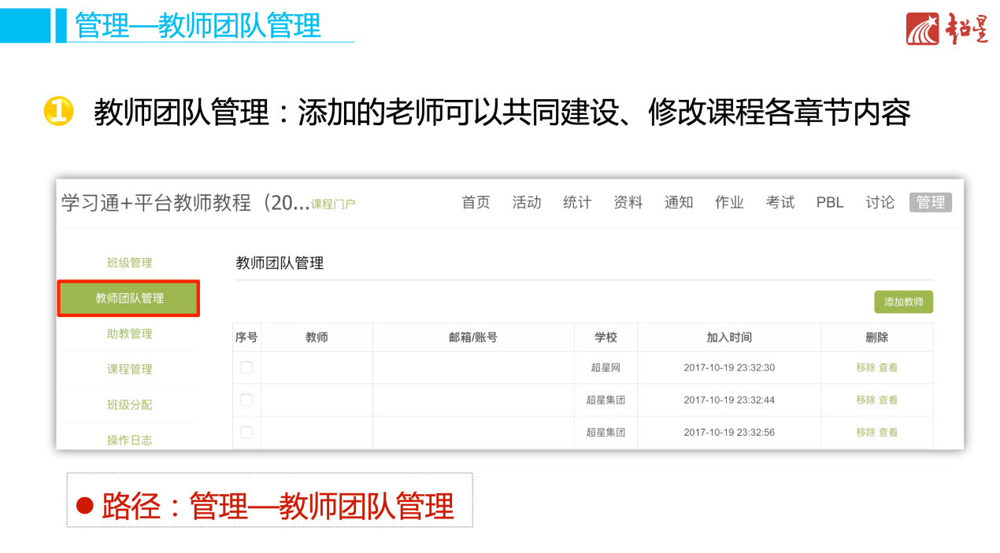 管理—教师团队管理
超星
1 教师团队管理：添加的老师可以共同建设、修改课程各章节内容
学习通+平台教师教程（20...课程门户 首页 活动 统计 资料 通知 作业 考试 PBL 讨论 管理
班级管理
教师团队管理
助教管理
课程管理
班级分配
操作日志
教师团队管理
添加教师
序号 教师 邮箱/账号 学校 加入时间 删除
超星网 2017-10-19 23:32:30 移除 查看
超星集团 2017-10-19 23:32:44 移除 查看
超星集团 2017-10-19 23:32:56 移除 查看
● 路径：管理—教师团队管理